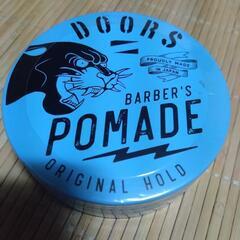 DOORS
PROUDLY MADE
IN JAPAN
BARBER'S
POMADE
ORIGINAL HOLD